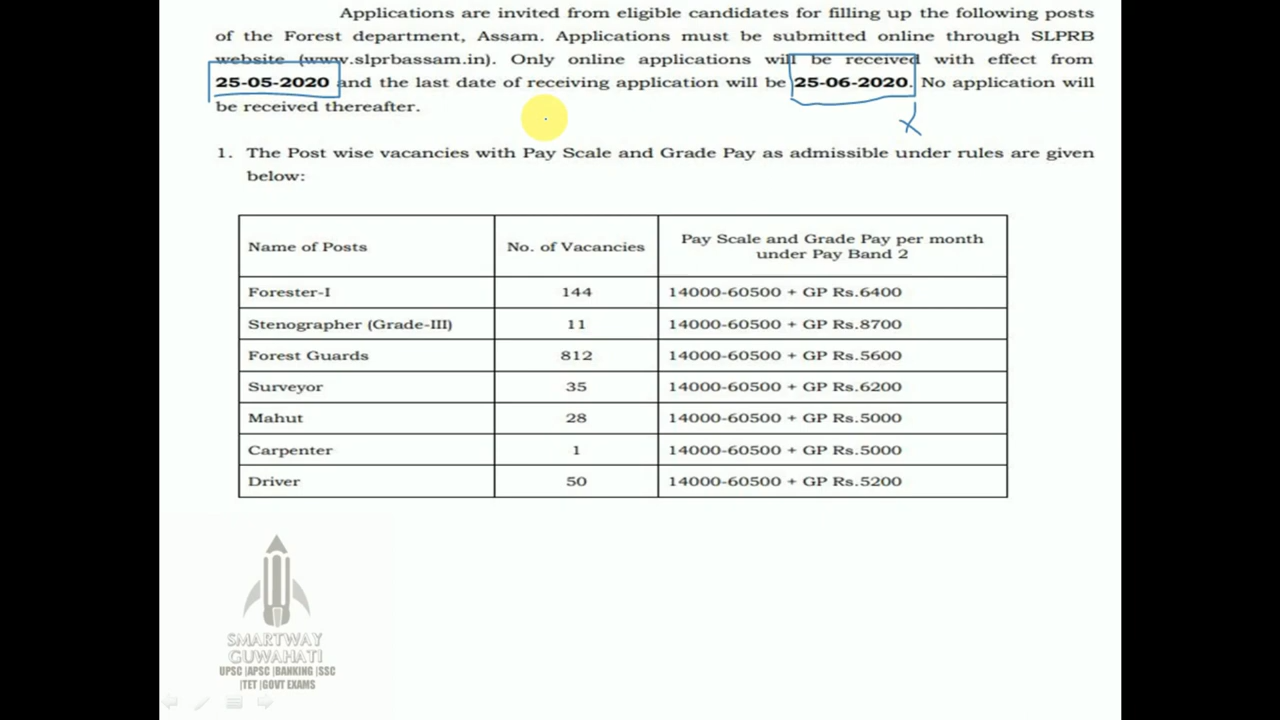 Applications are invited from eligible candidates for filling up the following posts
of the Forest department, Assam. Applications must be submitted online through SLPRB
website (www.slprbassam.in). Only online applications will be received with effect from
25-05-2020 and the last date of receiving application will be 25-06-2020. No application will
be received thereafter.
1. The Post wise vacancies with Pay Scale and Grade Pay as admissible under rules are given
below:
Name of Posts No. of Vacancies Pay Scale and Grade Pay per month
under Pay Band 2
Forester-I 144 14000-60500 + GP Rs.6400
Stenographer (Grade-III) 11 14000-60500 + GP Rs.8700
Forest Guards 812 14000-60500 + GP Rs.5600
Surveyor 35 14000-60500 + GP Rs.6200
Mahut 28 14000-60500 + GP Rs.5000
Carpenter 1 14000-60500 + GP Rs.5000
Driver 50 14000-60500 + GP Rs.5200
SMARTWAY
GUWAHATI
UPSC |APSC |BANKING |SSC
|TET |GOVT EXAMS